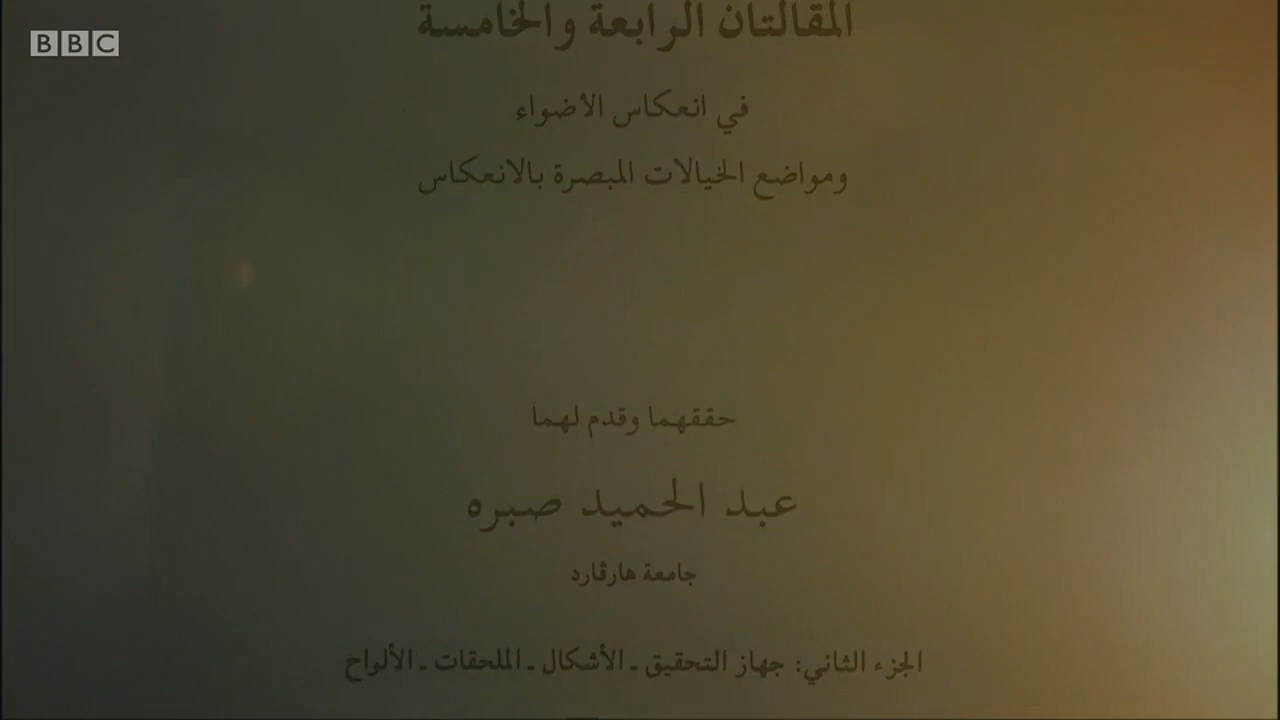 BBC
المقالتان الرابعة والخامسة
في انعكاس الأضواء
ومواضع الخيالات المبصرة بالانعكاس
حققهما وقدم لهما
عبد الحميد صبره
جامعة هارڤارد
الجزء الثاني: جهاز التحقيق ـ الأشكال ـ الملحقات ـ الألواح